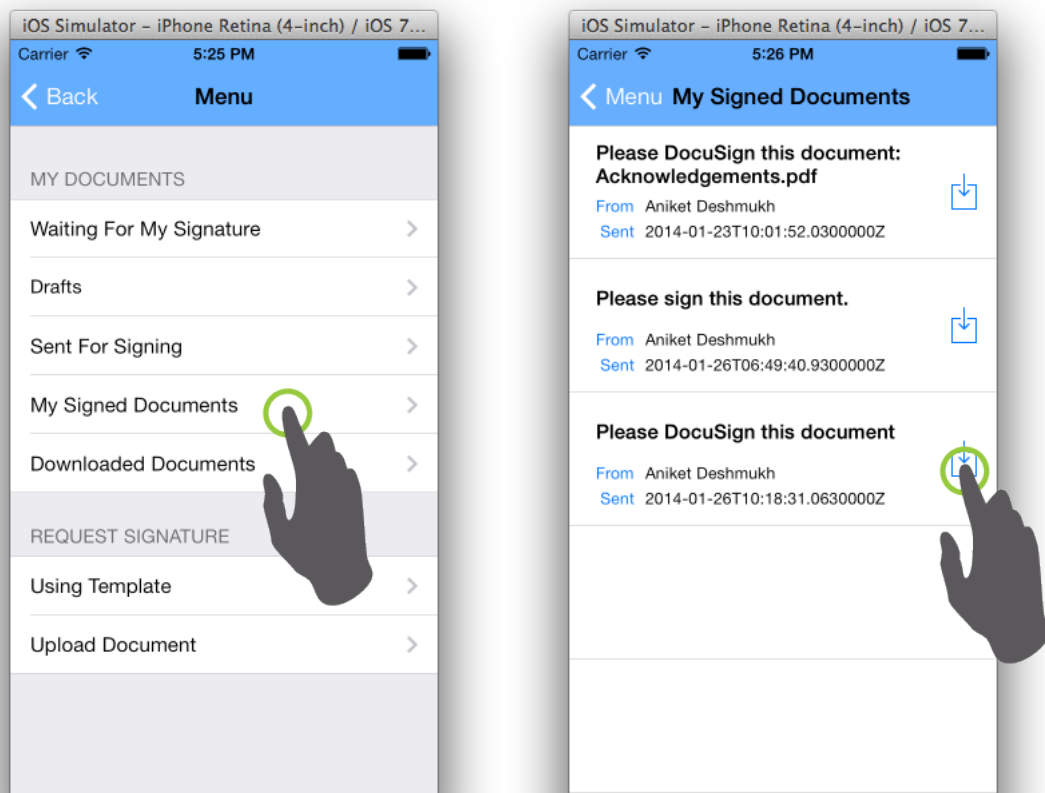 iOS Simulator – iPhone Retina (4-inch) / iOS 7...
Carrier 5:25 PM
Back Menu
MY DOCUMENTS
Waiting For My Signature
Drafts
Sent For Signing
My Signed Documents
Downloaded Documents
REQUEST SIGNATURE
Using Template
Upload Document
iOS Simulator – iPhone Retina (4-inch) / iOS 7...
Carrier 5:26 PM
Menu My Signed Documents
Please DocuSign this document:
Acknowledgements.pdf
From Aniket Deshmukh
Sent 2014-01-23T10:01:52.0300000Z
Please sign this document.
From Aniket Deshmukh
Sent 2014-01-26T06:49:40.9300000Z
Please DocuSign this document
From Aniket Deshmukh
Sent 2014-01-26T10:18:31.0630000Z